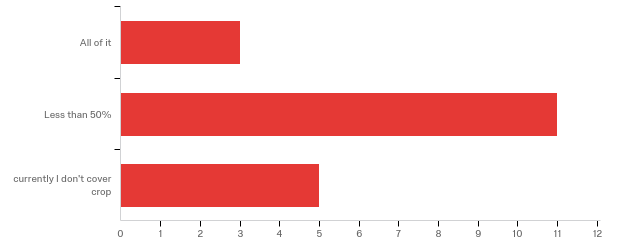 All of it
Less than 50%
currently I don't cover
crop
0 1 2 3 4 5 6 7 8 9 10 11 12